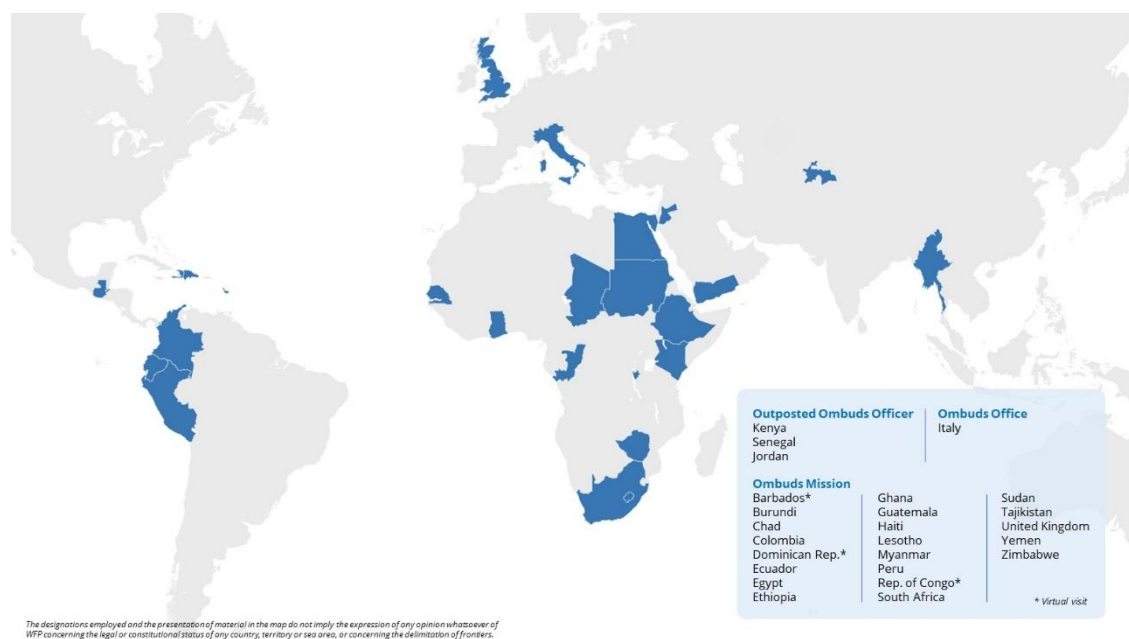 Outposted Ombuds Officer
Kenya
Senegal
Jordan
Ombuds Office
Italy
Ombuds Mission
Barbados*
Burundi
Chad
Colombia
Dominican Rep.*
Ecuador
Egypt
Ethiopia
Ghana
Guatemala
Haiti
Lesotho
Myanmar
Peru
Rep. of Congo*
South Africa
Sudan
Tajikistan
United Kingdom
Yemen
Zimbabwe
* Virtual visit
The designations employed and the presentation of material in the map do not imply the expression of any opinion whatsoever of
WFP concerning the legal or constitutional status of any country, territory or sea area, or concerning the delimitation of frontiers.